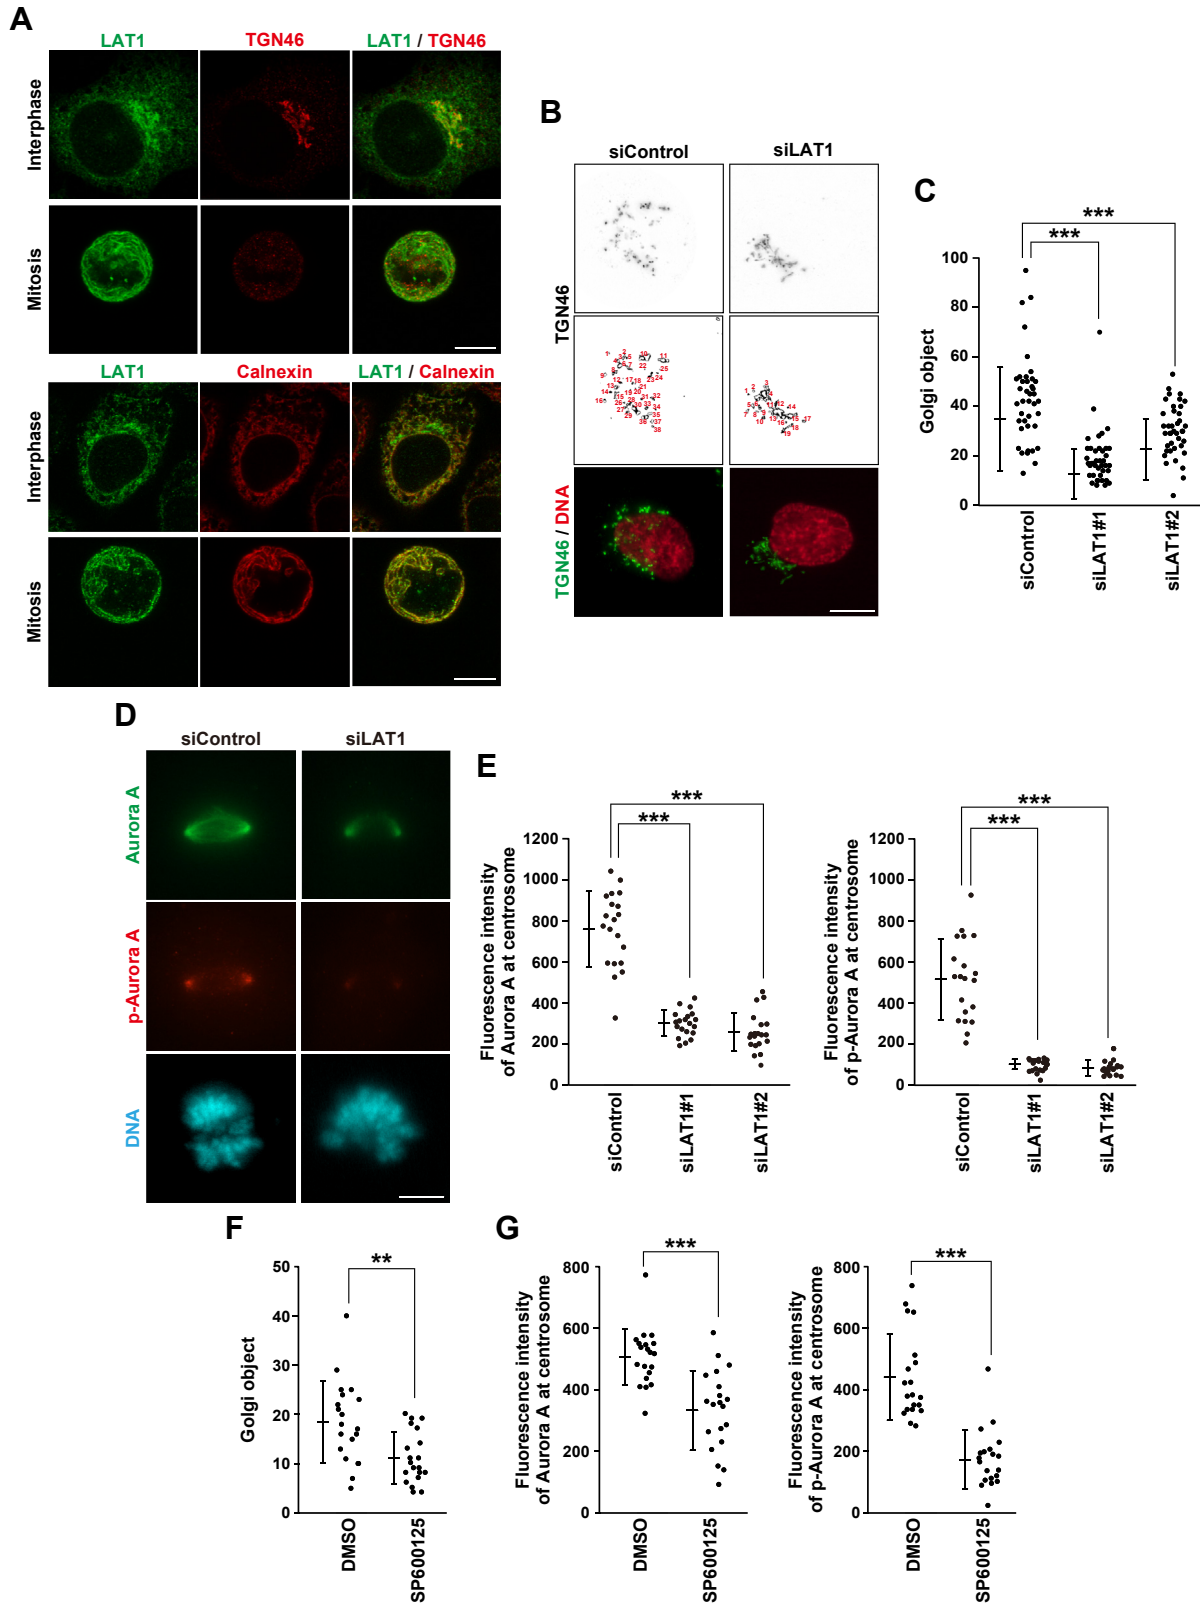 A
LAT1 TGN46 LAT1 / TGN46
Interphase
Mitosis
LAT1 Calnexin LAT1 / Calnexin
Interphase
Mitosis
B
siControl siLAT1
TGN46
TGN46 / DNA
C
***
***
Golgi object
100
80
60
40
20
0
siControl
siLAT1#1
siLAT1#2
D
siControl siLAT1
Aurora A
p-Aurora A
DNA
E
***
***
Fluorescence intensity
of Aurora A at centrosome
1200
1000
800
600
400
200
0
siControl
siLAT1#1
siLAT1#2
***
***
Fluorescence intensity
of p-Aurora A at centrosome
1200
1000
800
600
400
200
0
siControl
siLAT1#1
siLAT1#2
F
**
Golgi object
50
40
30
20
10
0
DMSO
SP600125
G
***
Fluorescence intensity
of Aurora A at centrosome
800
600
400
200
0
DMSO
SP600125
***
Fluorescence intensity
of p-Aurora A at centrosome
800
600
400
200
0
DMSO
SP600125